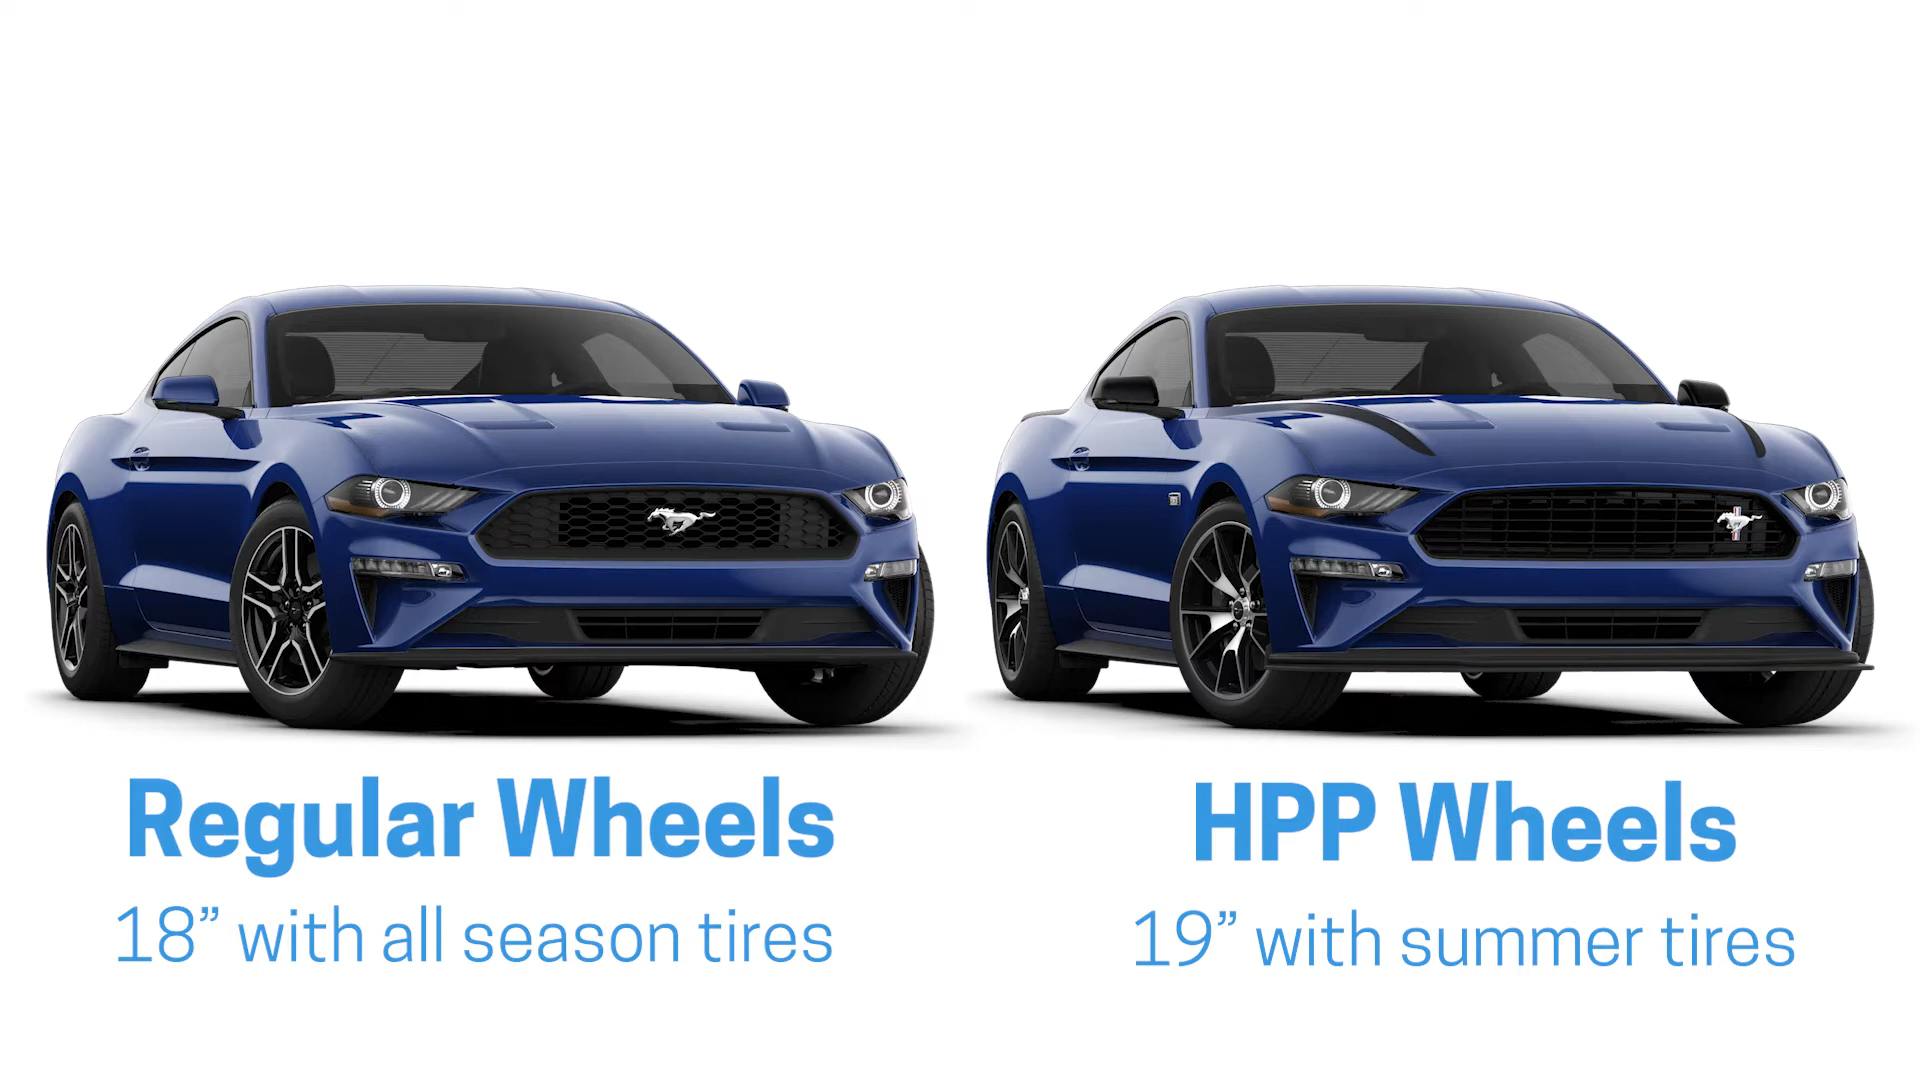 Regular Wheels
18” with all season tires
HPP Wheels
19” with summer tires